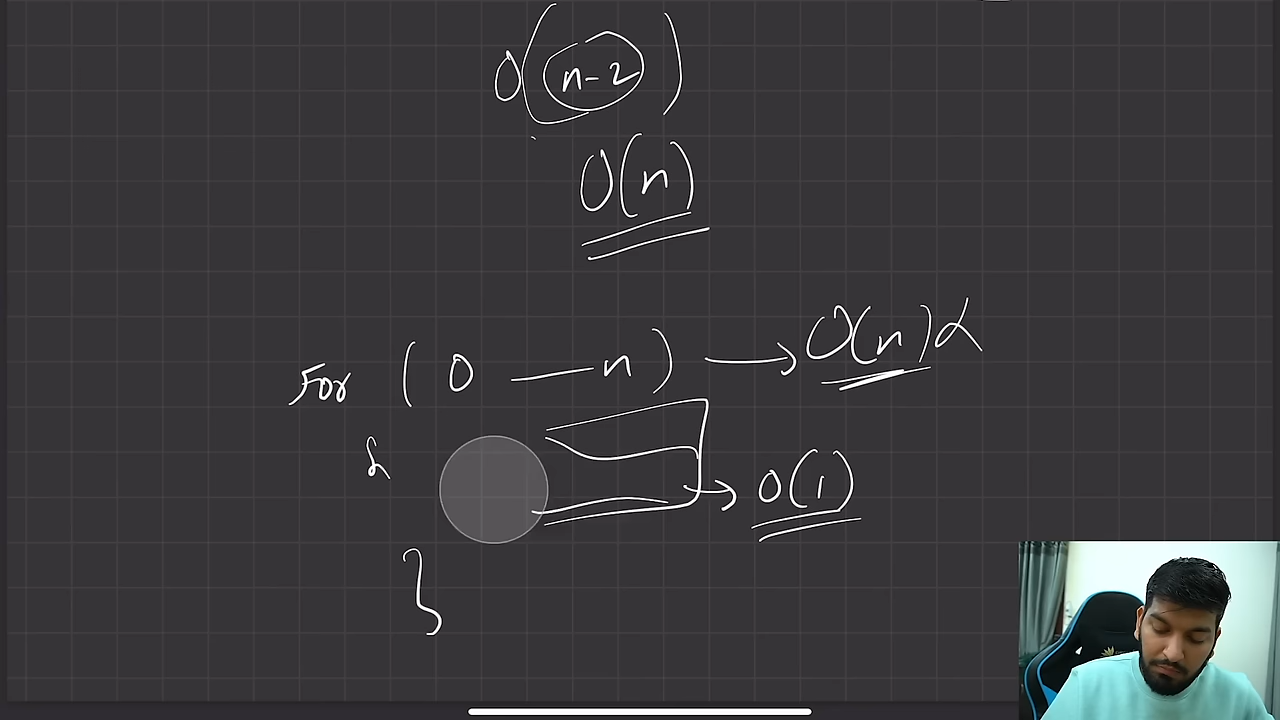 O(n-2)
O(n)
For ( 0 — n ) → O(n)
{
→ O(1)
}